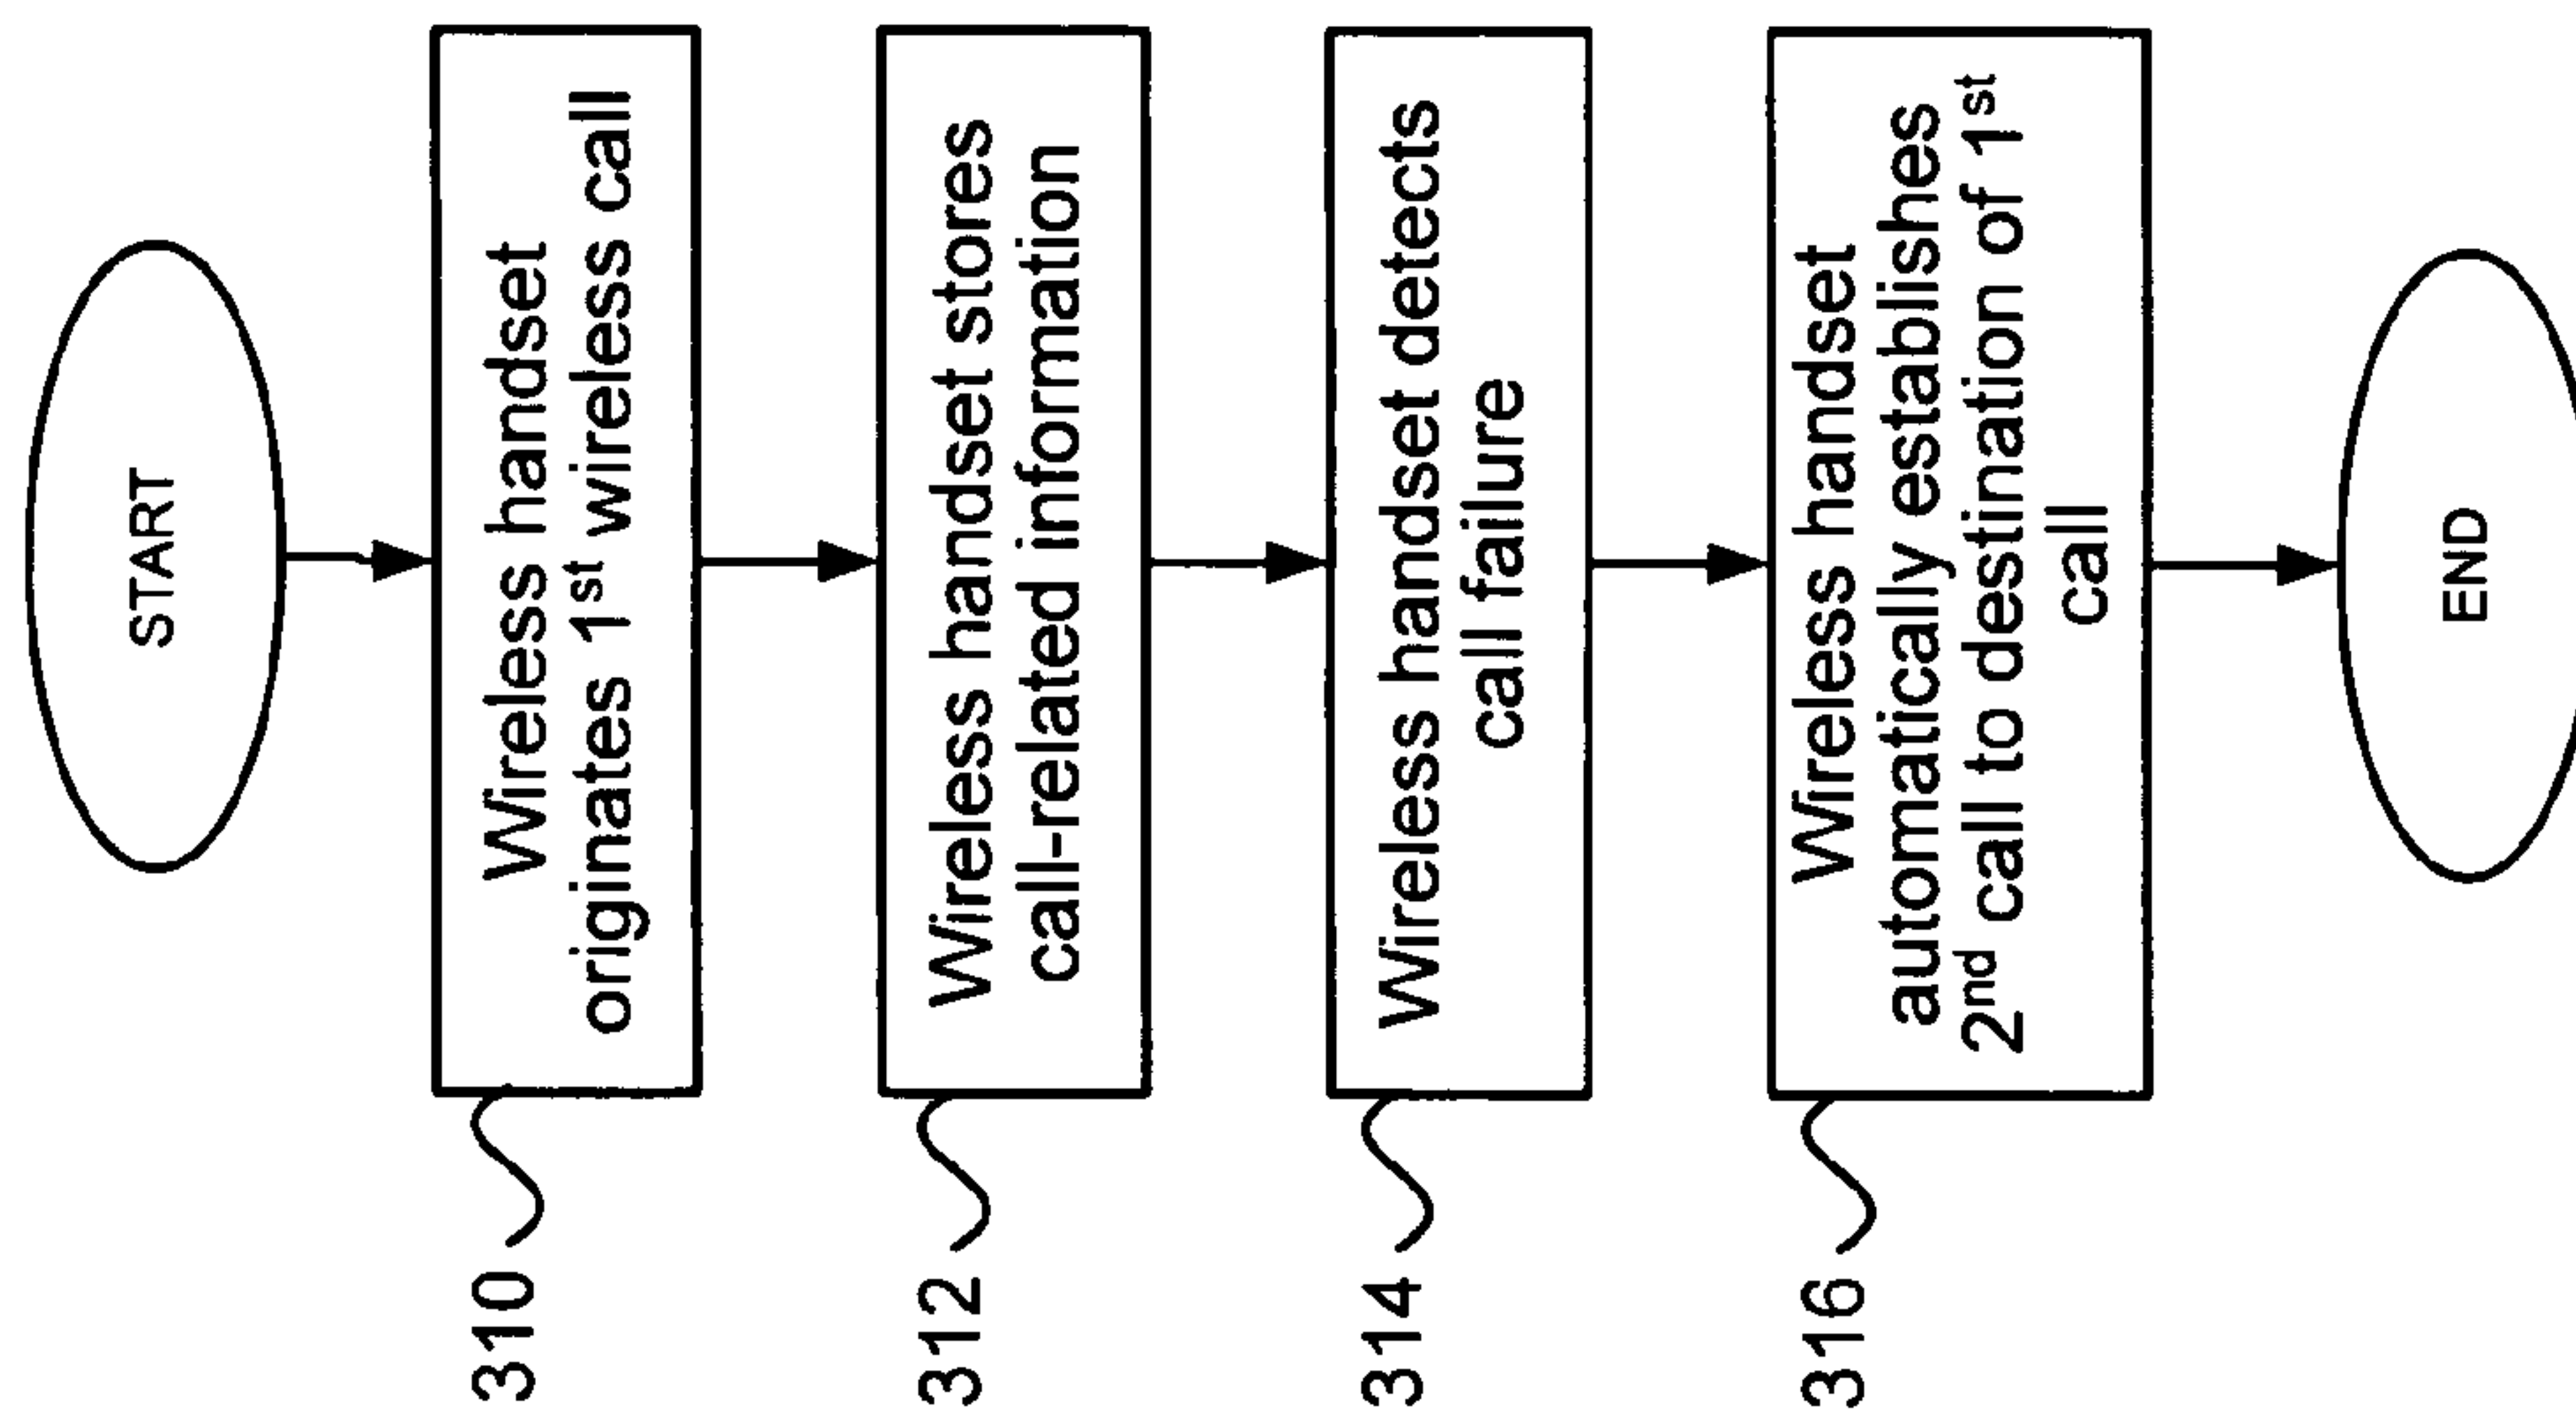 START
310
Wireless handset
originates 1st wireless call
312
Wireless handset stores
call-related information
314
Wireless handset detects
call failure
316
Wireless handset
automatically establishes
2nd call to destination of 1st
call
END